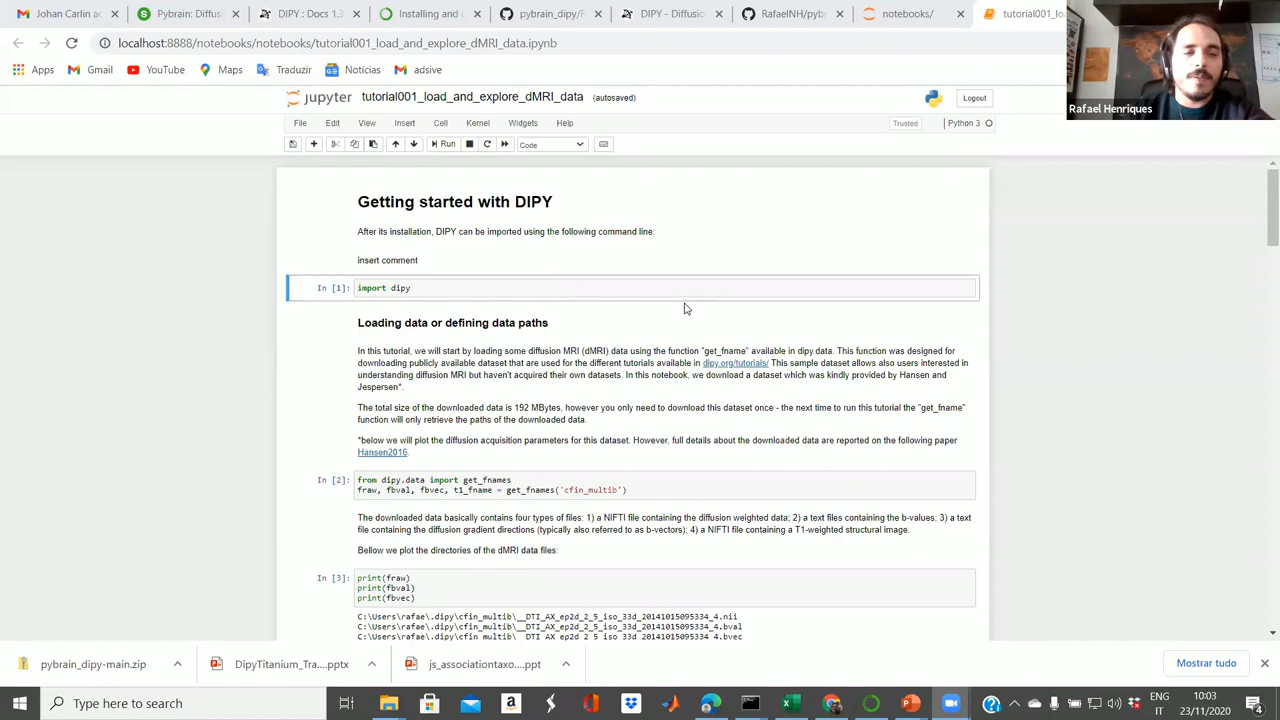 Johan Carlin ac
Pybrain: Diffusi
DIPY : Docs 1.3
Installing and u
pybrain_dipy/
DIPY - Diffusio
RafaelNH/pyb
notebooks/
tutorial001_loa
localhost:8888/notebooks/notebooks/tutorial001_load_and_explore_dMRI_data.ipynb
Apps
Gmail
YouTube
Maps
Traduzir
Notícias
adsive
Rafael Henriques
jupyter
tutorial001_load_and_explore_dMRI_data
(autosaved)
Logout
File
Edit
View
Insert
Cell
Kernel
Widgets
Help
Trusted
Python 3
Run
Code
Getting started with DIPY
After its installation, DIPY can be imported using the following command line:
insert comment
In [1]: import dipy
Loading data or defining data paths
In this tutorial, we will start by loading some diffusion MRI (dMRI) data using the function "get_fname" available in dipy.data. This function was designed for
downloading publicly available dataset that are used for the different tutorials available in dipy.org/tutorials/ This sample dataset allows also users interested in
understanding diffusion MRI but haven't acquired their own datasets. In this notebook, we download a dataset which was kindly provided by Hansen and
Jespersen*.
The total size of the downloaded data is 192 MBytes, however you only need to download this dataset once - the next time to run this tutorial the "get_fname"
function will only retrieve the paths of the downloaded data.
*below we will plot the diffusion acquisition parameters for this dataset. However, full details about the downloaded data are reported on the following paper
Hansen2016.
In [2]: from dipy.data import get_fnames
fraw, fbval, fbvec, t1_fname = get_fnames('cfin_multib')
The downloaded data basically contains four types of files: 1) a NIFTI file containing the diffusion weighted data; 2) a text files containing the b-values; 3) a text
file containing the diffusion gradient directions (typically also referred to as b-vectors); 4) a NIFTI file containing a T1-weighted structural image.
Bellow we plot the directories of the dMRI data files:
In [3]: print(fraw)
print(fbval)
print(fbvec)
C:\Users\rafae\.dipy\cfin_multib\__DTI_AX_ep2d_2_5_iso_33d_20141015095334_4.nii
C:\Users\rafae\.dipy\cfin_multib\__DTI_AX_ep2d_2_5_iso_33d_20141015095334_4.bval
C:\Users\rafae\.dipy\cfin_multib\__DTI_AX_ep2d_2_5_iso_33d_20141015095334_4.bvec
pybrain_dipy-main.zip
DipyTitanium_Tra....pptx
js_associationtaxo....ppt
Mostrar tudo
Type here to search
ENG
IT
10:03
23/11/2020
4